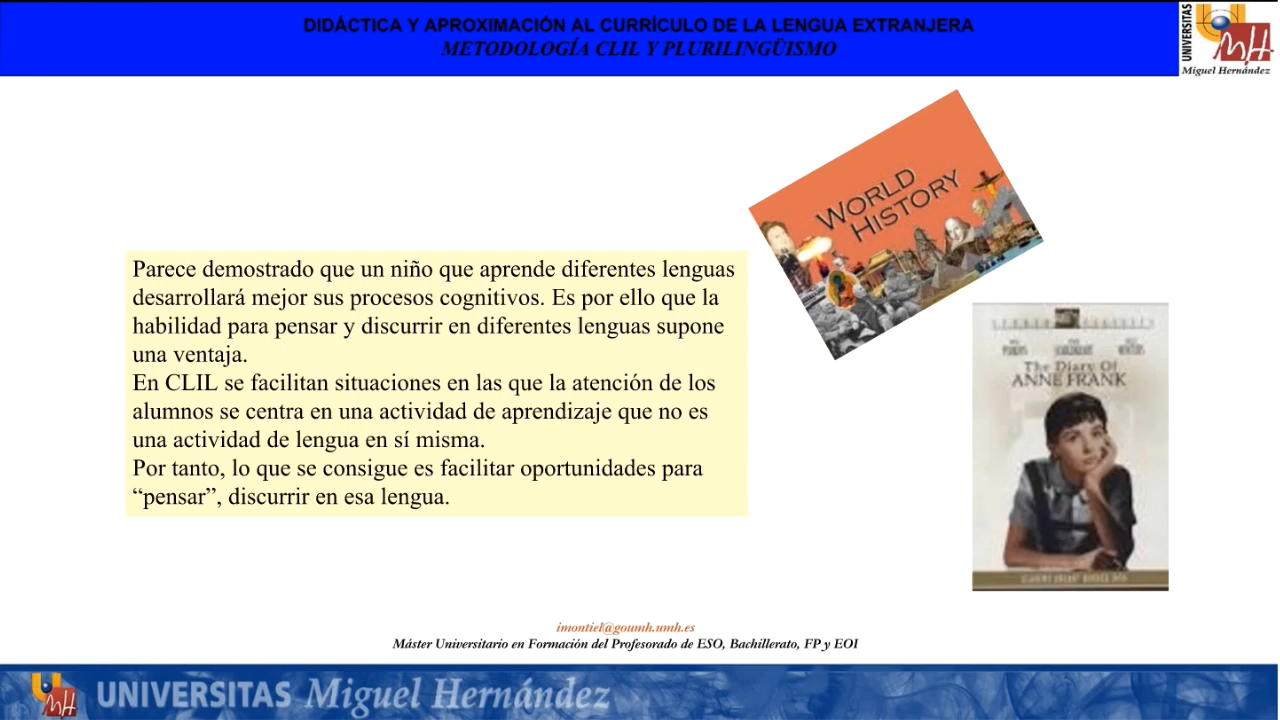 DIDÁCTICA Y APROXIMACIÓN AL CURRÍCULO DE LA LENGUA EXTRANJERA
METODOLOGÍA CLIL Y PLURILINGÜISMO
UNIVERSITAS
Miguel Hernández
WORLD
HISTORY
Parece demostrado que un niño que aprende diferentes lenguas
desarrollará mejor sus procesos cognitivos. Es por ello que la
habilidad para pensar y discurrir en diferentes lenguas supone
una ventaja.
En CLIL se facilitan situaciones en las que la atención de los
alumnos se centra en una actividad de aprendizaje que no es
una actividad de lengua en sí misma.
Por tanto, lo que se consigue es facilitar oportunidades para
“pensar”, discurrir en esa lengua.
The Diary Of
ANNE FRANK
imontiel@goumh.umh.es
Máster Universitario en Formación del Profesorado de ESO, Bachillerato, FP y EOI
UNIVERSITAS Miguel Hernández